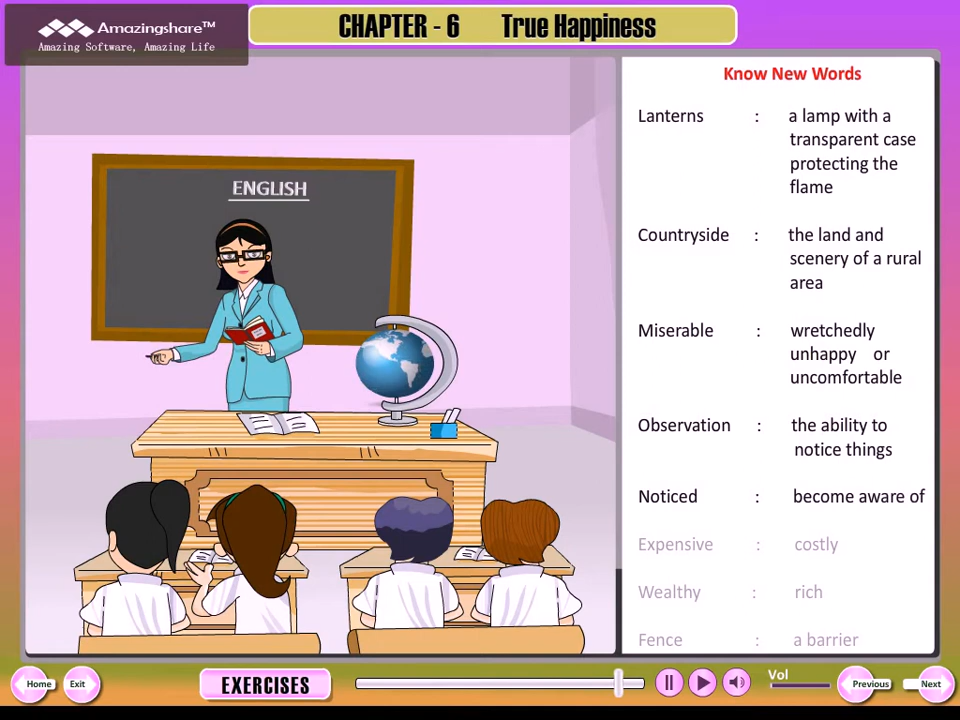 Amazingshare™
Amazing Software, Amazing Life
CHAPTER - 6 True Happiness
ENGLISH
Know New Words
Lanterns : a lamp with a
transparent case
protecting the
flame
Countryside : the land and
scenery of a rural
area
Miserable : wretchedly
unhappy or
uncomfortable
Observation : the ability to
notice things
Noticed : become aware of
Expensive : costly
Wealthy : rich
Fence : a barrier
Home Exit EXERCISES Vol Previous Next